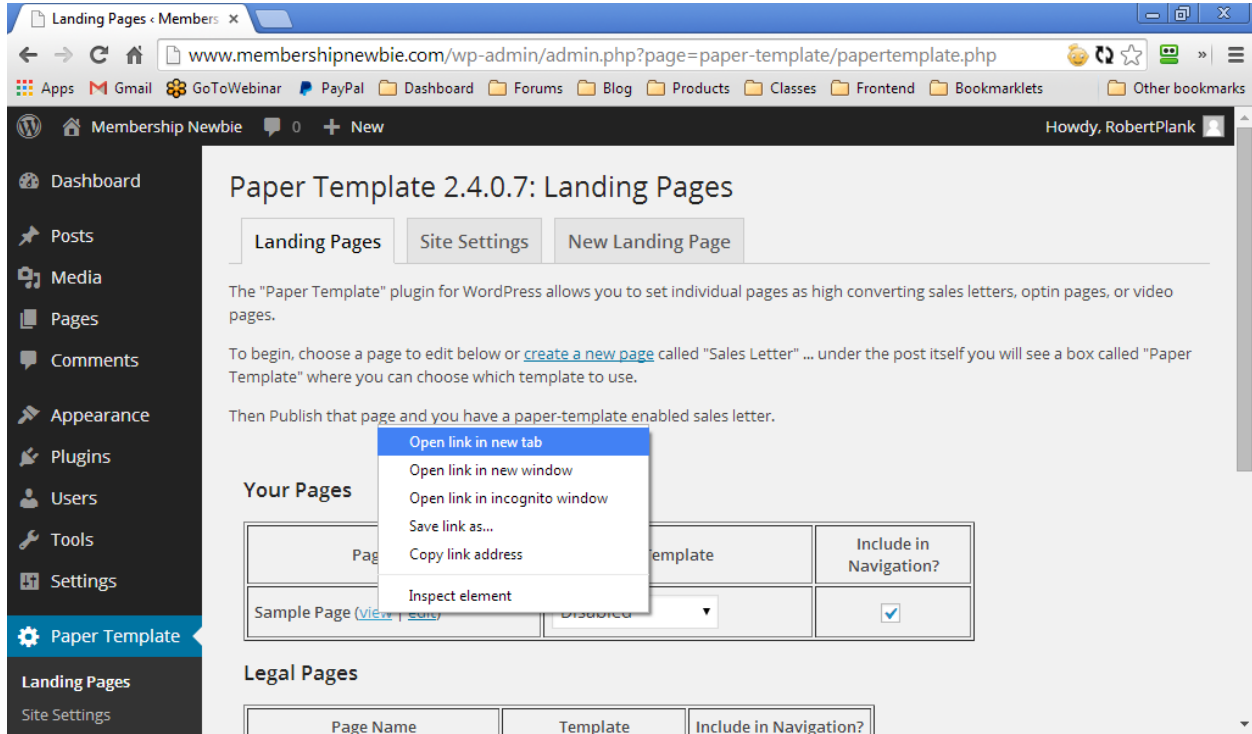 Landing Pages ‹ Members
www.membershipnewbie.com/wp-admin/admin.php?page=paper-template/papertemplate.php
Apps Gmail GoToWebinar PayPal Dashboard Forums Blog Products Classes Frontend Bookmarklets » Other bookmarks
Membership Newbie 0 + New Howdy, RobertPlank
Dashboard
Posts
Media
Pages
Comments
Appearance
Plugins
Users
Tools
Settings
Paper Template
Landing Pages
Site Settings
Paper Template 2.4.0.7: Landing Pages
Landing Pages Site Settings New Landing Page
The "Paper Template" plugin for WordPress allows you to set individual pages as high converting sales letters, optin pages, or video
pages.
To begin, choose a page to edit below or create a new page called "Sales Letter" ... under the post itself you will see a box called "Paper
Template" where you can choose which template to use.
Then Publish that page and you have a paper-template enabled sales letter.
Open link in new tab
Open link in new window
Open link in incognito window
Save link as...
Copy link address
Inspect element
Your Pages
Include in
Navigation?
Sample Page (view | edit) Disabled
Legal Pages
Page Name Template Include in Navigation?